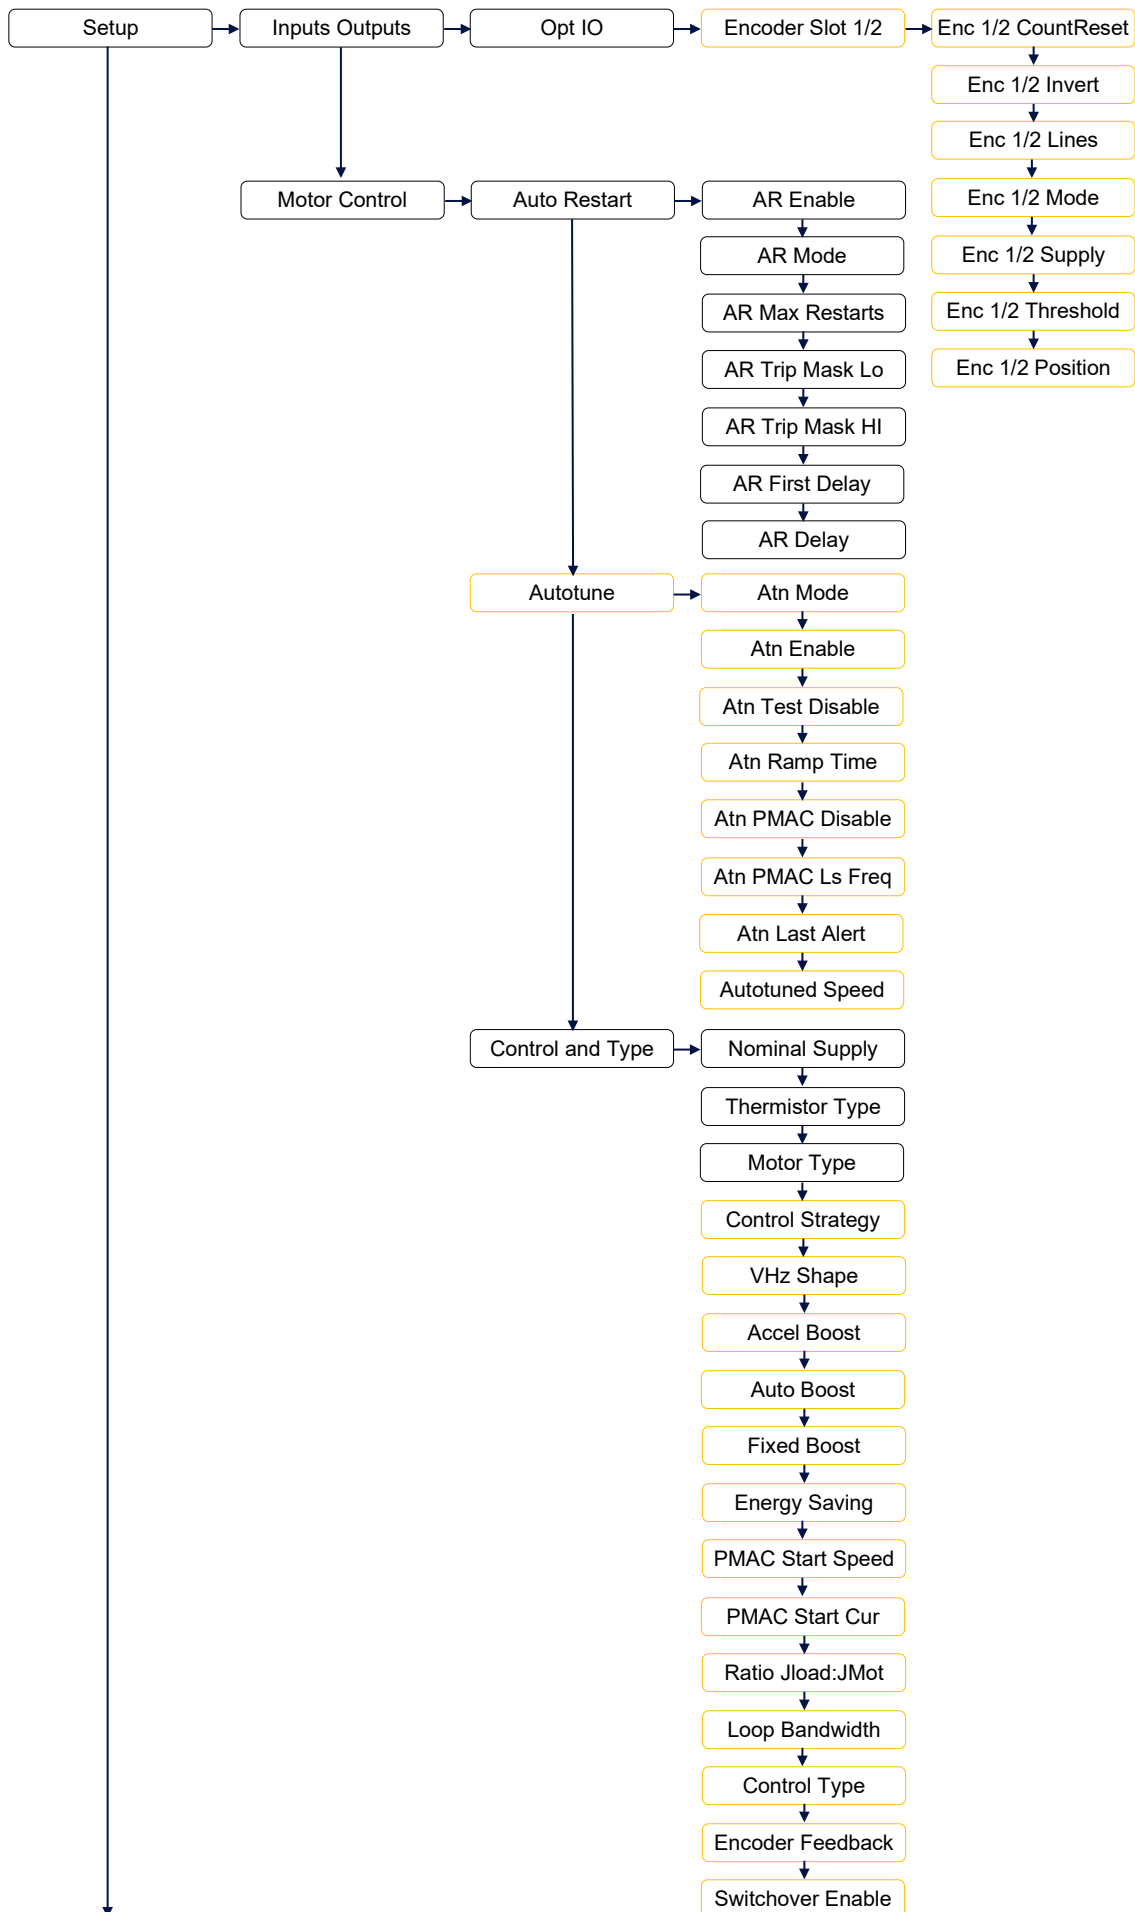 Setup
Inputs Outputs
Opt IO
Encoder Slot 1/2
Enc 1/2 CountReset
Enc 1/2 Invert
Enc 1/2 Lines
Enc 1/2 Mode
Enc 1/2 Supply
Enc 1/2 Threshold
Enc 1/2 Position
Motor Control
Auto Restart
AR Enable
AR Mode
AR Max Restarts
AR Trip Mask Lo
AR Trip Mask HI
AR First Delay
AR Delay
Autotune
Atn Mode
Atn Enable
Atn Test Disable
Atn Ramp Time
Atn PMAC Disable
Atn PMAC Ls Freq
Atn Last Alert
Autotuned Speed
Control and Type
Nominal Supply
Thermistor Type
Motor Type
Control Strategy
VHz Shape
Accel Boost
Auto Boost
Fixed Boost
Energy Saving
PMAC Start Speed
PMAC Start Cur
Ratio Jload:JMot
Loop Bandwidth
Control Type
Encoder Feedback
Switchover Enable